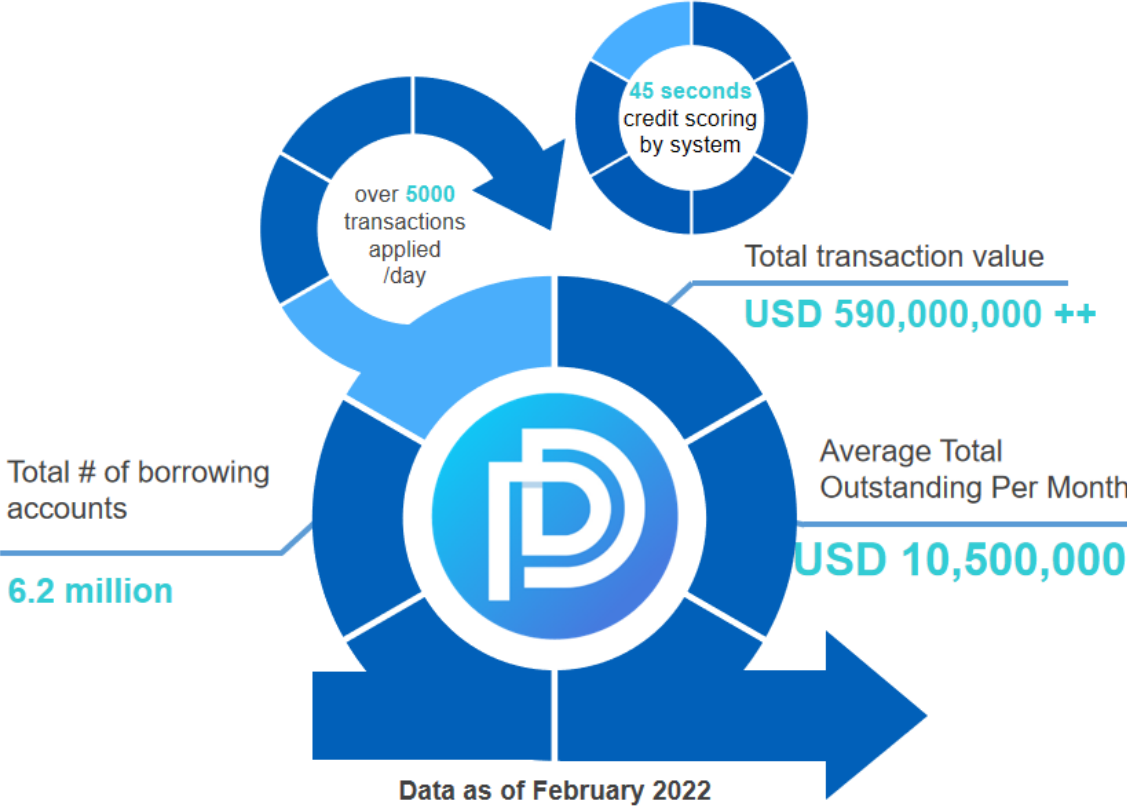 45 seconds
credit scoring
by system
over 5000
transactions
applied
/day
Total transaction value
USD 590,000,000 ++
Average Total
Outstanding Per Month
USD 10,500,000
Total # of borrowing
accounts
6.2 million
Data as of February 2022